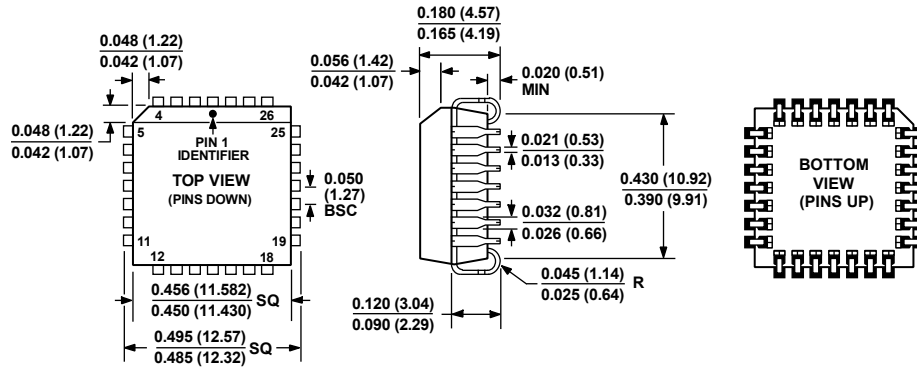 0.048 (1.22)
0.042 (1.07)
0.048 (1.22)
0.042 (1.07)
4
26
5
25
PIN 1
IDENTIFIER
TOP VIEW
(PINS DOWN)
11
19
12
18
0.050
(1.27)
BSC
0.456 (11.582)
0.450 (11.430)
SQ
0.495 (12.57)
0.485 (12.32)
SQ
0.180 (4.57)
0.165 (4.19)
0.056 (1.42)
0.042 (1.07)
0.020 (0.51)
MIN
0.021 (0.53)
0.013 (0.33)
0.032 (0.81)
0.026 (0.66)
0.430 (10.92)
0.390 (9.91)
0.045 (1.14)
0.025 (0.64)
R
0.120 (3.04)
0.090 (2.29)
BOTTOM
VIEW
(PINS UP)